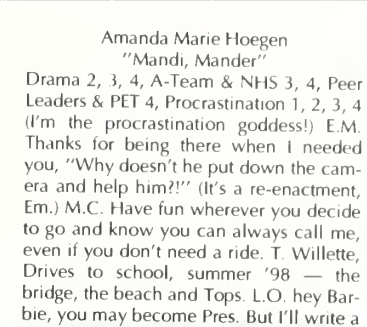 Amanda Marie Hoegen
"Mandi, Mander"
Drama 2, 3, 4, A-Team & NHS 3, 4, Peer
Leaders & PET 4, Procrastination 1, 2, 3, 4
(I'm the procrastination goddess!) E.M.
Thanks for being there when I needed
you, "Why doesn't he put down the cam-
era and help him?!" (It's a re-enactment,
Em.) M.C. Have fun wherever you decide
to go and know you can always call me,
even if you don't need a ride. T. Willette,
Drives to school, summer '98 — the
bridge, the beach and Tops. L.O. hey Bar-
bie, you may become Pres. But I'll write a